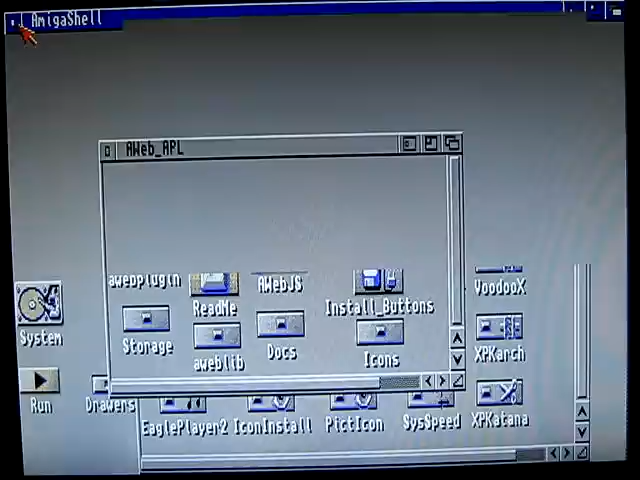 AmigaShell
AWeb_APL
awebplugin
ReadMe
AWebJS
Install_Buttons
VoodooX
System
Storage
aweblib
Docs
Icons
XPKarch
Run
Drawers
EaglePlayer2
IconInstall
PictIcon
SysSpeed
XPKatana